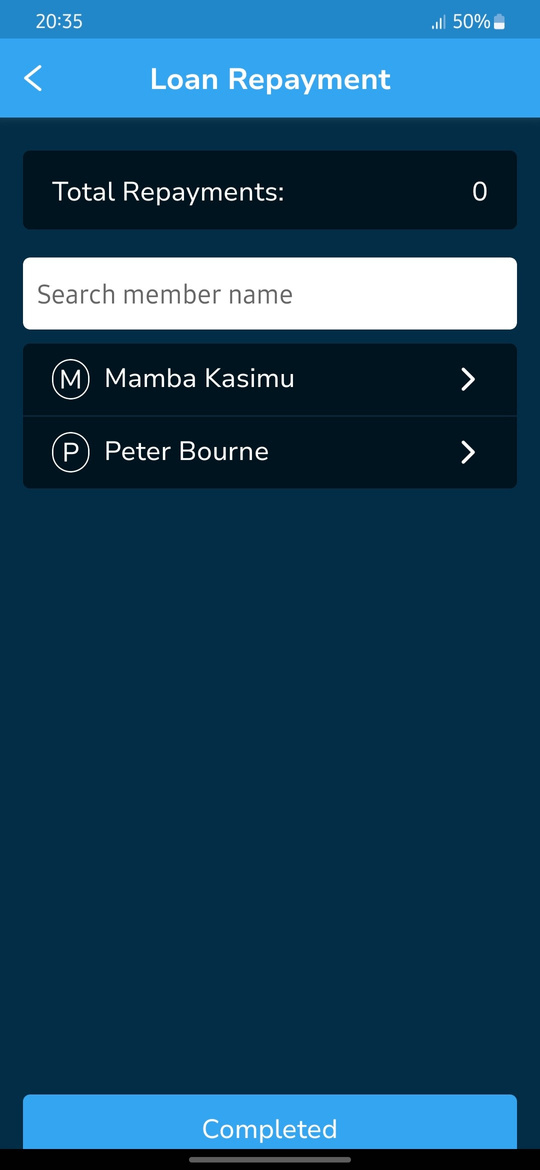 20:35 50%
Loan Repayment
Total Repayments: 0
Search member name
M Mamba Kasimu
P Peter Bourne
Completed